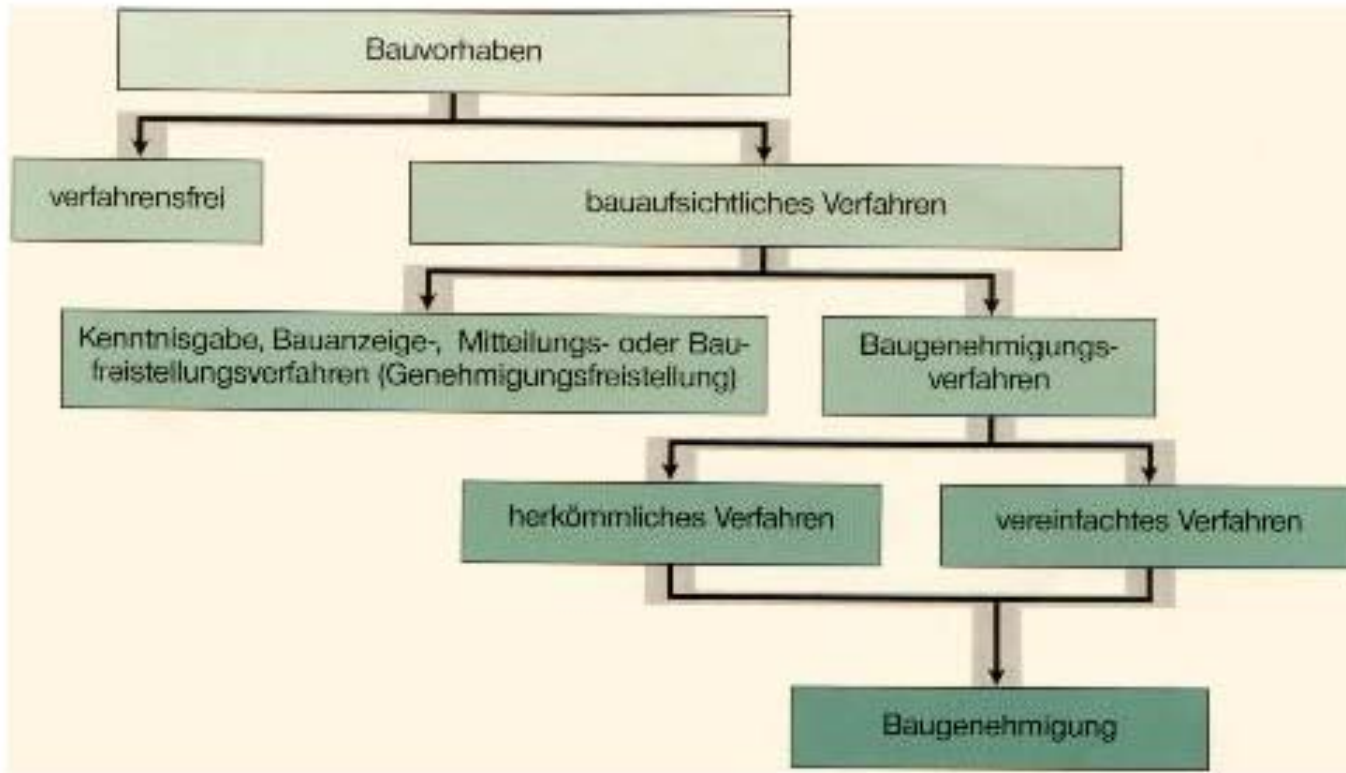 Bauvorhaben
verfahrensfrei
bauaufsichtliches Verfahren
Kenntnisgabe, Bauanzeige-, Mitteilungs- oder Bau-
freistellungsverfahren (Genehmigungsfreistellung)
Baugenehmigungs-
verfahren
herkömmliches Verfahren
vereinfachtes Verfahren
Baugenehmigung